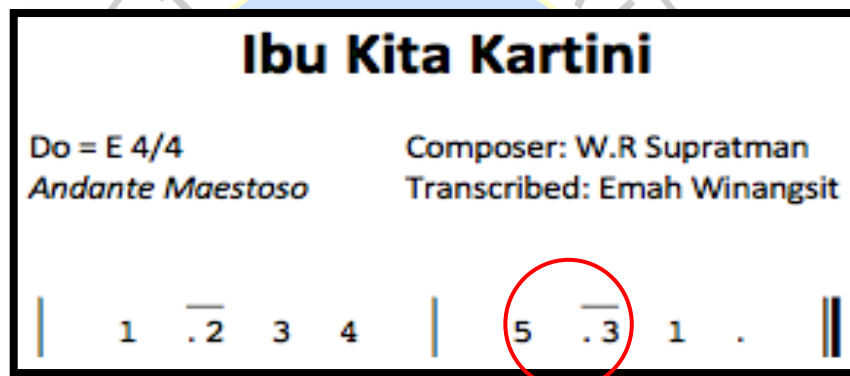 Ibu Kita Kartini
Do = E 4/4 Composer: W.R Supratman
Andante Maestoso Transcribed: Emah Winangsit
| 1 .2 3 4 | 5 .3 1 . ||